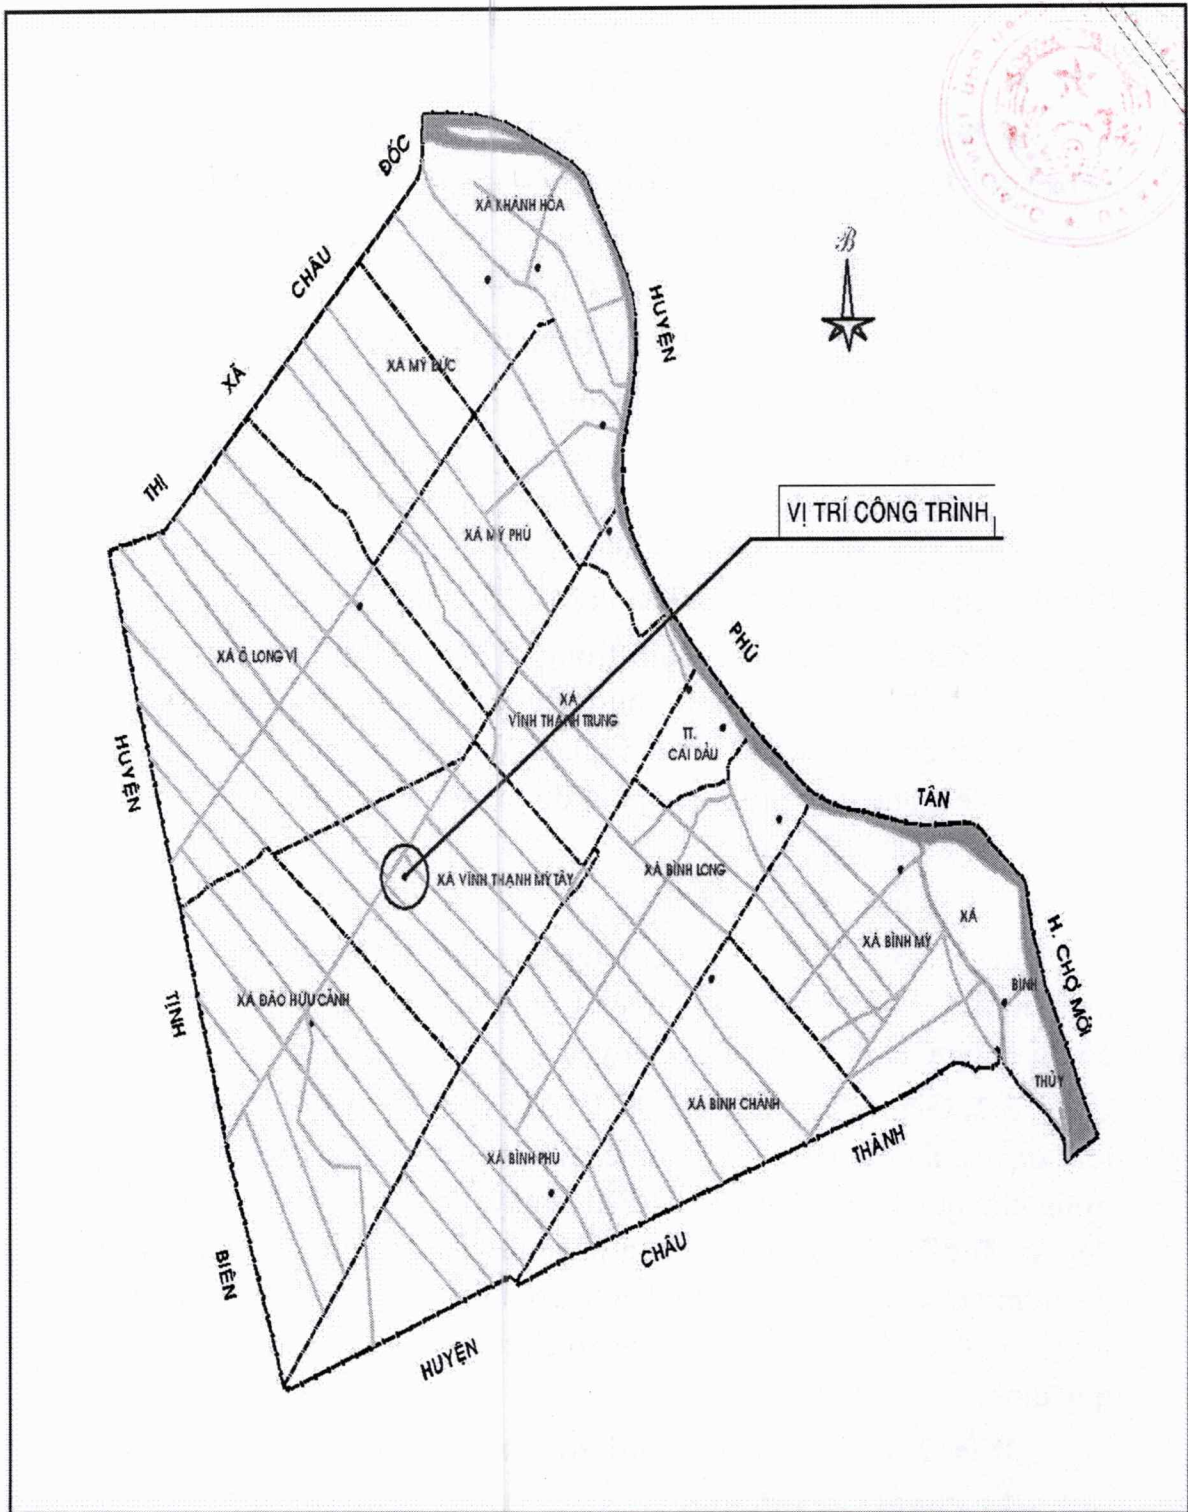 ĐỐC
XÃ KHÁNH HÒA
B
CHÂU
HUYỆN
XÃ MỸ ĐỨC
XÃ
THỊ
VỊ TRÍ CÔNG TRÌNH
XÃ MỸ PHÚ
PHÚ
XÃ Ô LONG VĨ
XÃ
VĨNH THẠNH TRUNG
TT.
CÁI DẦU
HUYỆN
TÂN
XÃ BÌNH LONG
XÃ VĨNH THẠNH MỸ TÂY
XÃ
XÃ BÌNH MỸ
H. CHỢ MỚI
BÌNH
XÃ ĐÀO HỮU CẢNH
TỊNH
THỦY
XÃ BÌNH CHÁNH
THÀNH
XÃ BÌNH PHÚ
CHÂU
BIÊN
HUYỆN